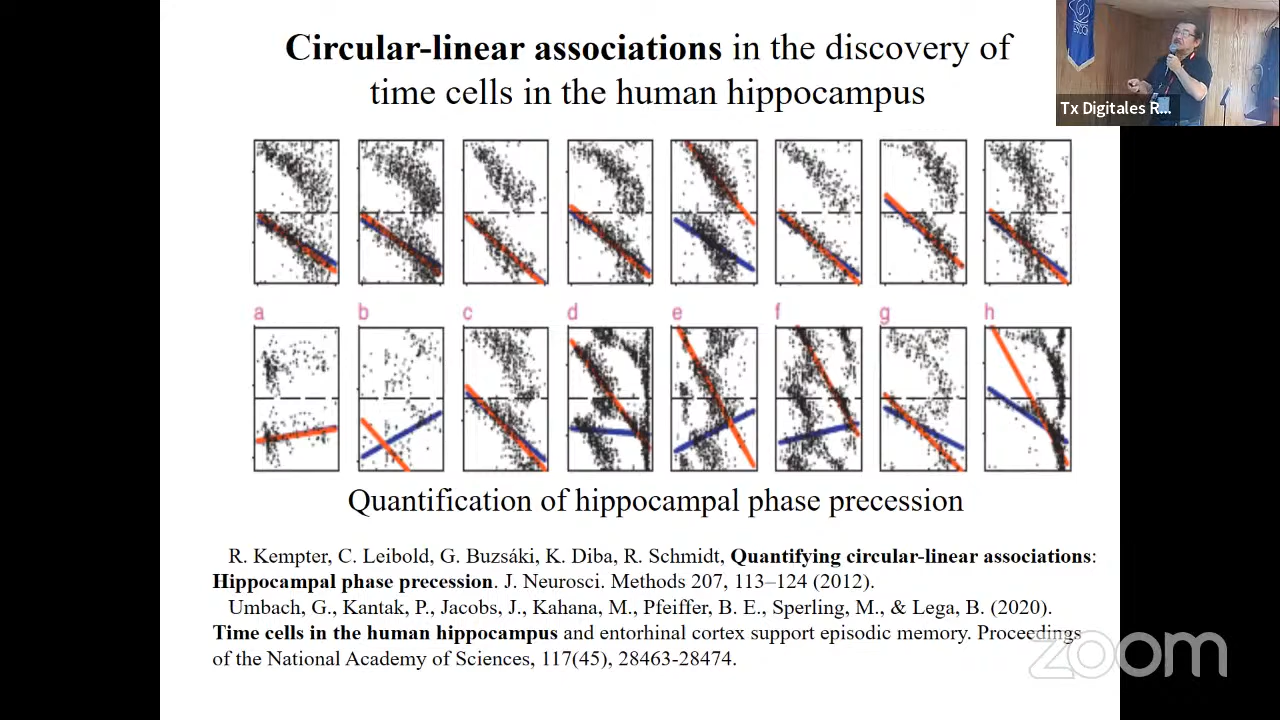 Circular-linear associations in the discovery of
time cells in the human hippocampus
Tx Digitales R...
a b c d e f g h
Quantification of hippocampal phase precession
R. Kempter, C. Leibold, G. Buzsáki, K. Diba, R. Schmidt, Quantifying circular-linear associations:
Hippocampal phase precession. J. Neurosci. Methods 207, 113–124 (2012).
Umbach, G., Kantak, P., Jacobs, J., Kahana, M., Pfeiffer, B. E., Sperling, M., & Lega, B. (2020).
Time cells in the human hippocampus and entorhinal cortex support episodic memory. Proceedings
of the National Academy of Sciences, 117(45), 28463-28474.
zoom